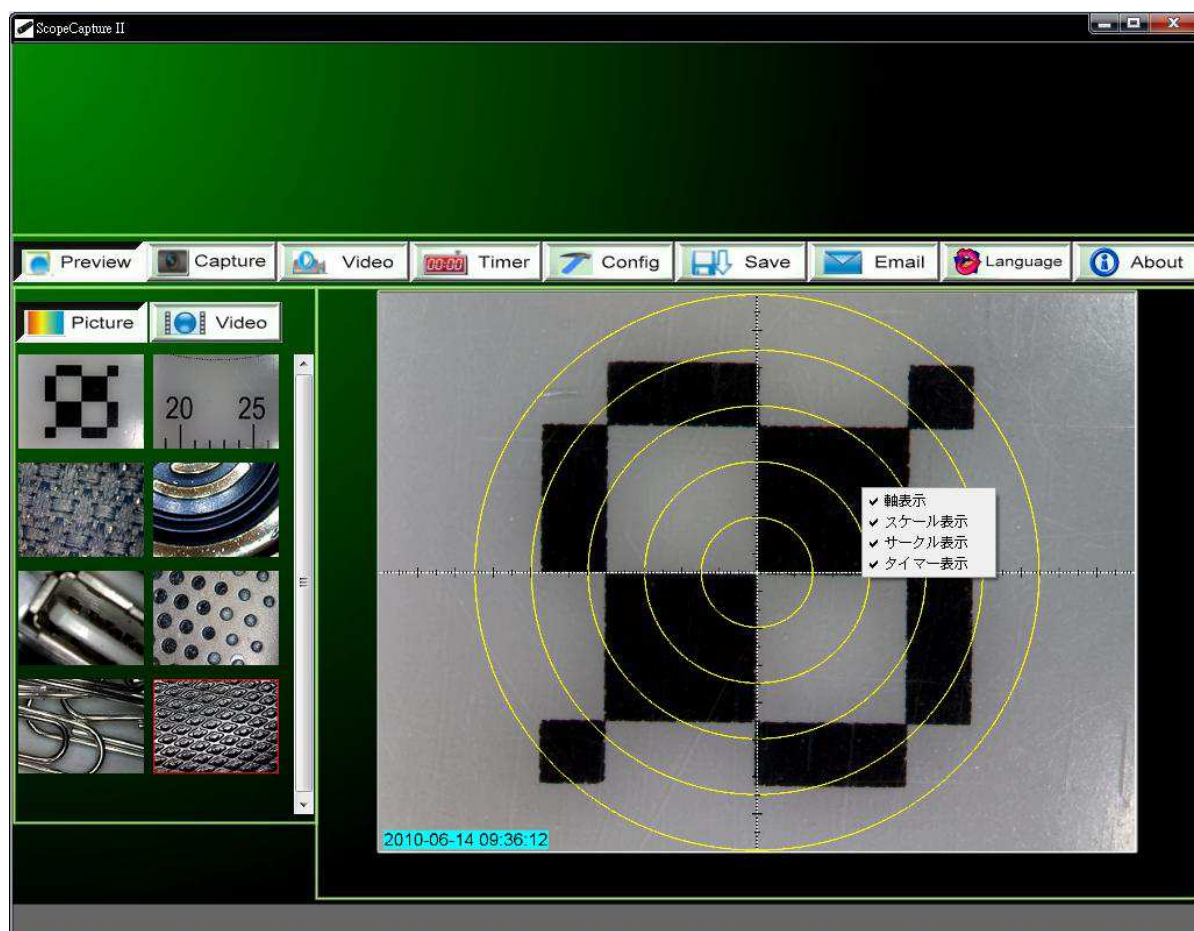 ScopeCapture II
Preview
Capture
Video
00:00 Timer
Config
Save
Email
Language
About
Picture
Video
20 25
軸表示
スケール表示
サークル表示
タイマー表示
2010-06-14 09:36:12